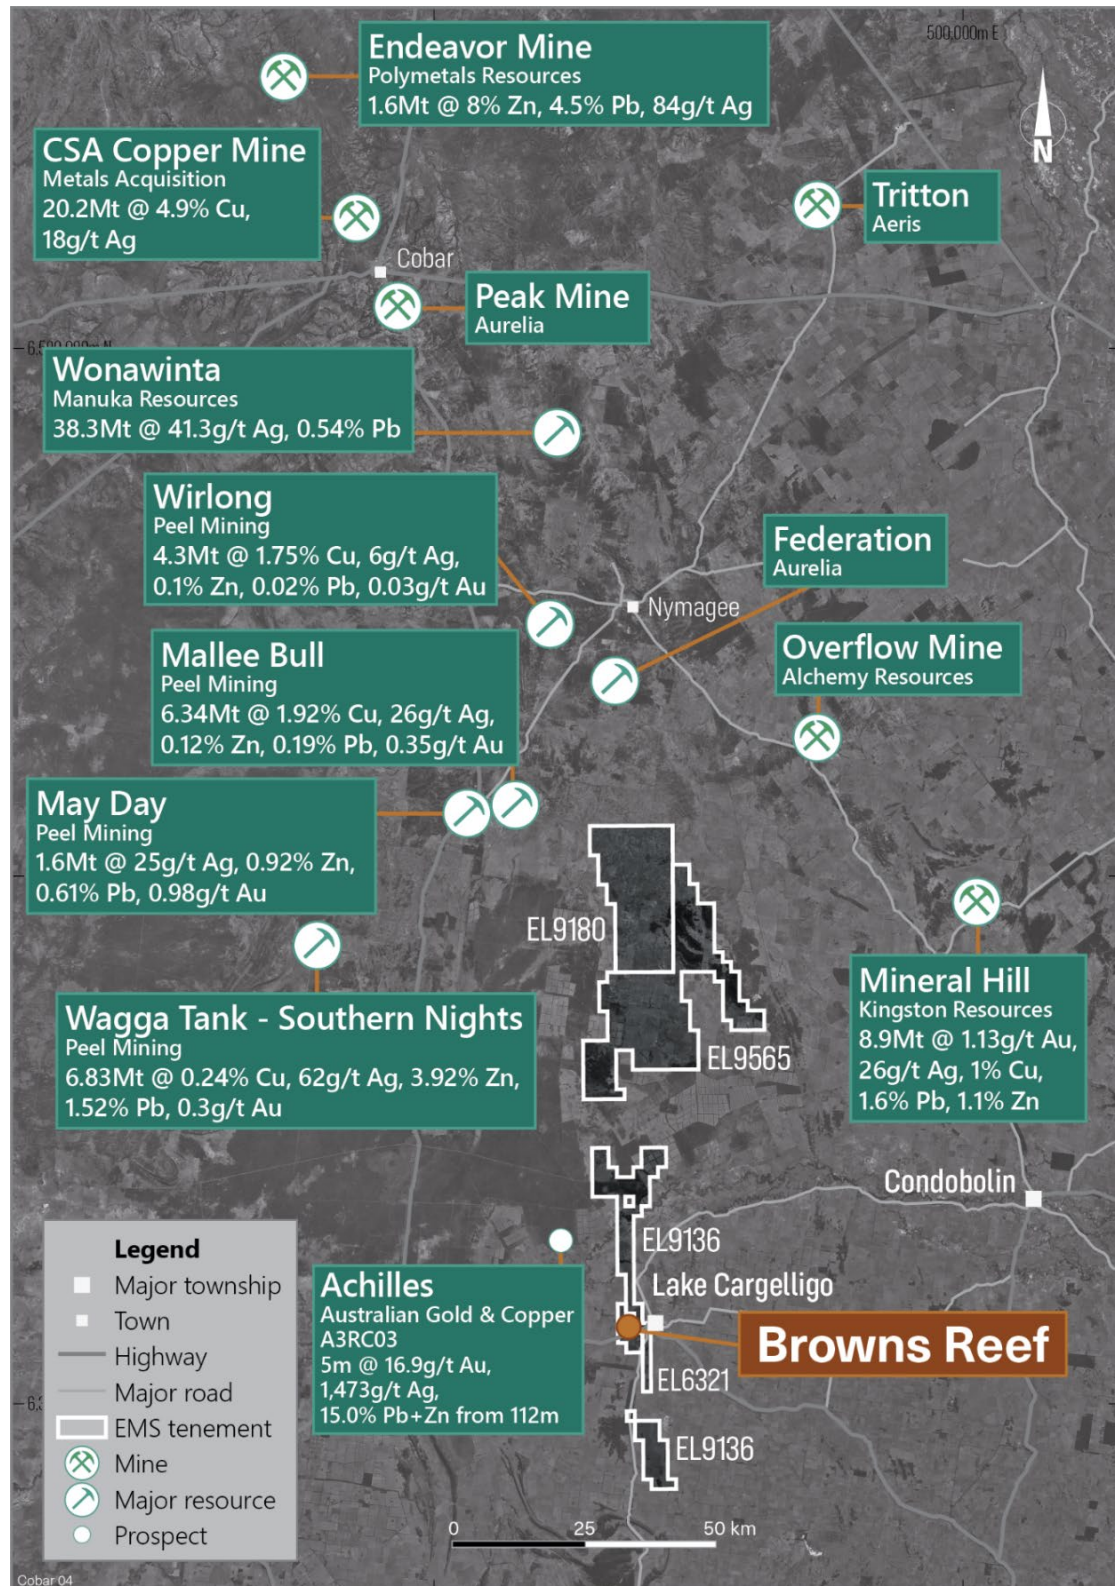 500,000m E
Endeavor Mine
Polymetals Resources
1.6Mt @ 8% Zn, 4.5% Pb, 84g/t Ag
N
CSA Copper Mine
Metals Acquisition
20.2Mt @ 4.9% Cu,
18g/t Ag
Tritton
Aeris
Cobar
Peak Mine
Aurelia
Wonawinta
Manuka Resources
38.3Mt @ 41.3g/t Ag, 0.54% Pb
Wirlong
Peel Mining
4.3Mt @ 1.75% Cu, 6g/t Ag,
0.1% Zn, 0.02% Pb, 0.03g/t Au
Federation
Aurelia
Nymagee
Mallee Bull
Peel Mining
6.34Mt @ 1.92% Cu, 26g/t Ag,
0.12% Zn, 0.19% Pb, 0.35g/t Au
Overflow Mine
Alchemy Resources
May Day
Peel Mining
1.6Mt @ 25g/t Ag, 0.92% Zn,
0.61% Pb, 0.98g/t Au
EL9180
EL9565
Wagga Tank - Southern Nights
Peel Mining
6.83Mt @ 0.24% Cu, 62g/t Ag, 3.92% Zn,
1.52% Pb, 0.3g/t Au
Mineral Hill
Kingston Resources
8.9Mt @ 1.13g/t Au,
26g/t Ag, 1% Cu,
1.6% Pb, 1.1% Zn
Condobolin
EL9136
Lake Cargelligo
Achilles
Australian Gold & Copper
A3RC03
5m @ 16.9g/t Au,
1,473g/t Ag,
15.0% Pb+Zn from 112m
Browns Reef
EL6321
EL9136
Legend
Major township
Town
Highway
Major road
EMS tenement
Mine
Major resource
Prospect
0 25 50 km
Cobar 04